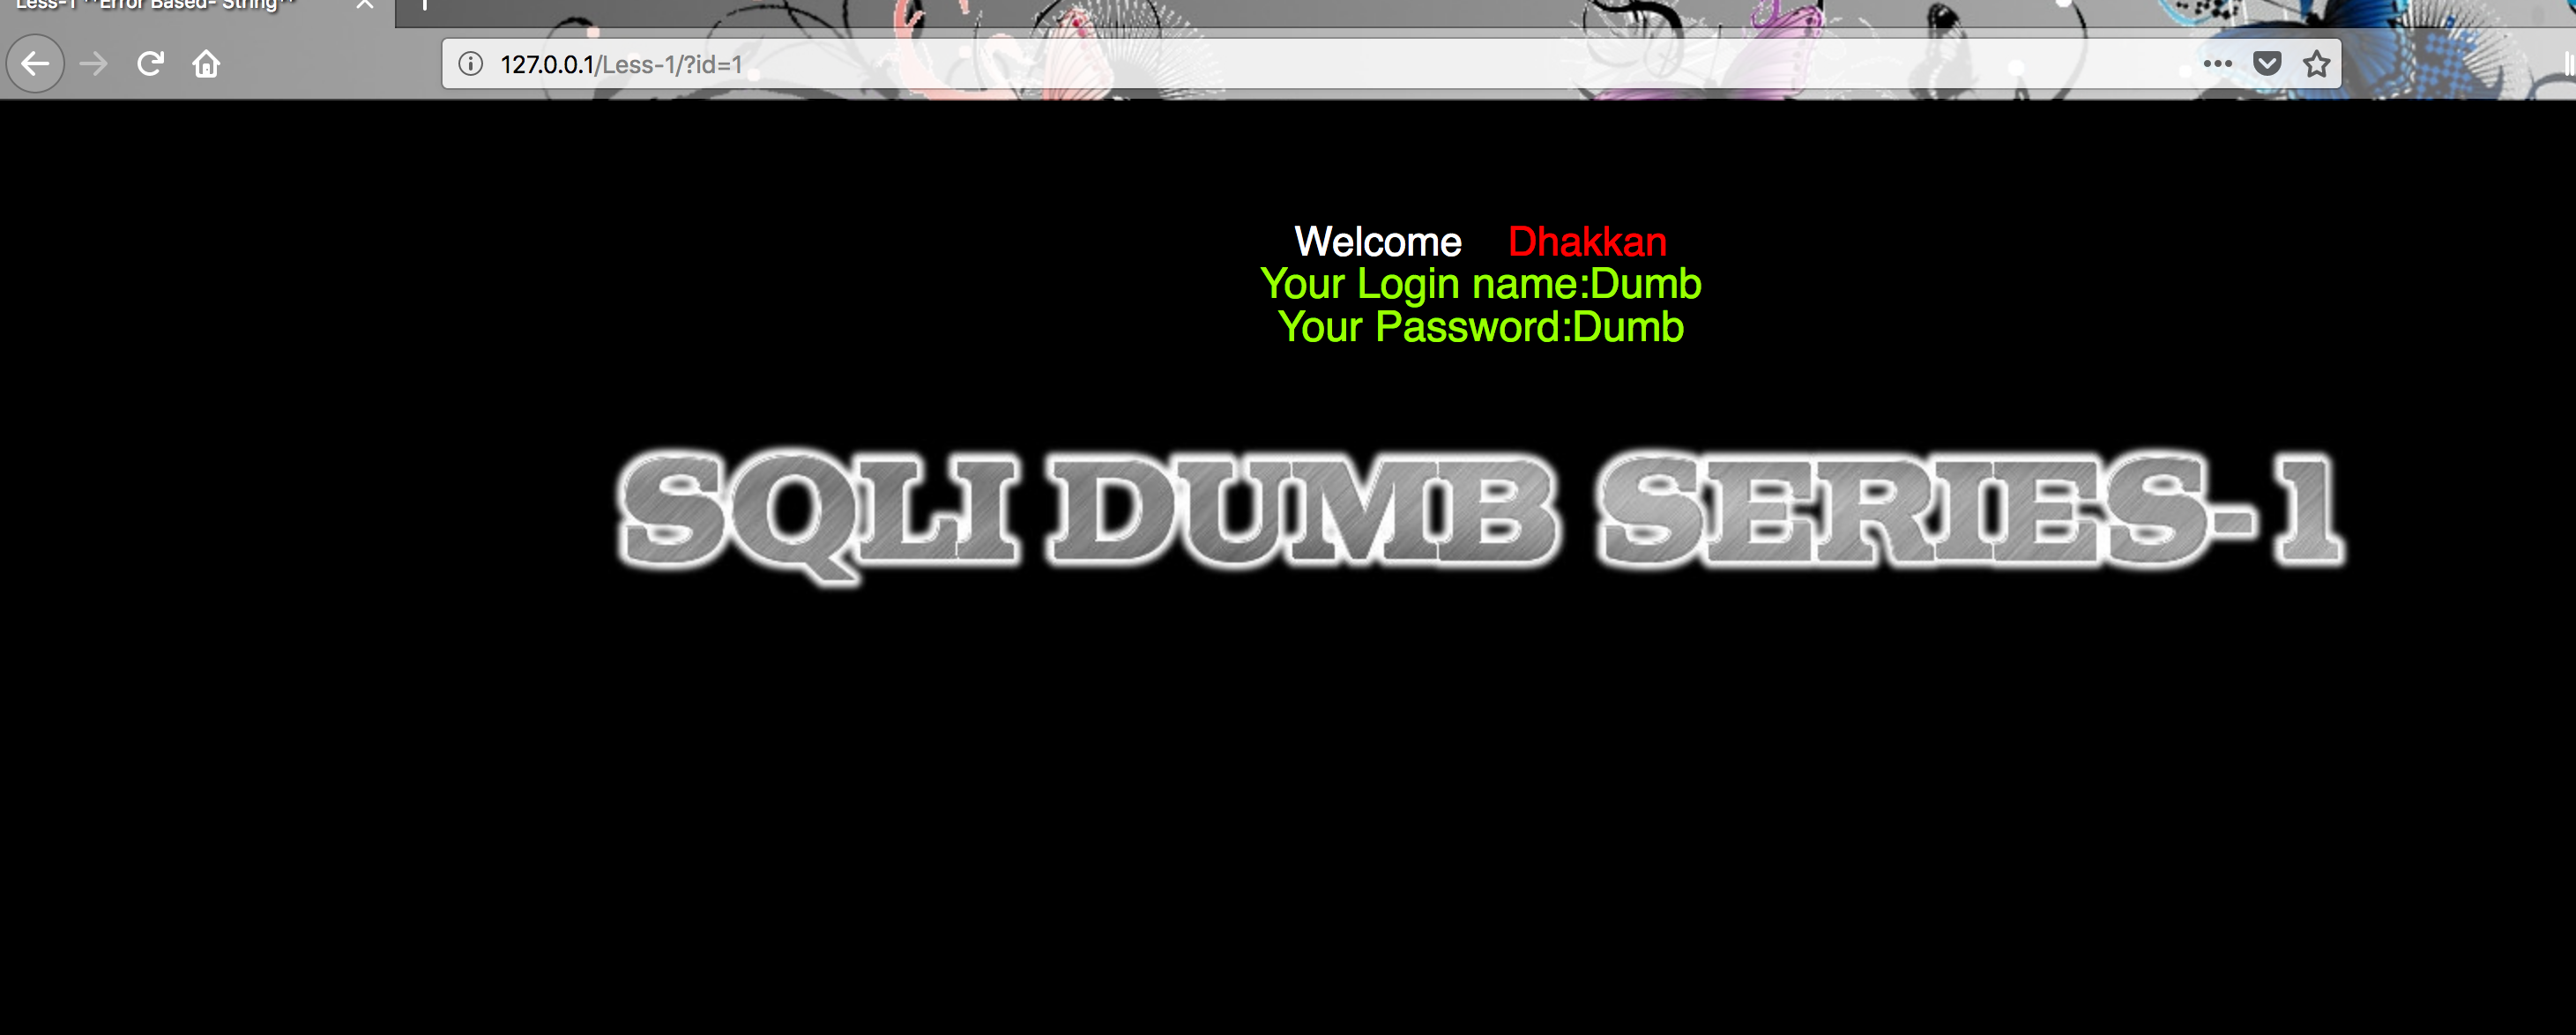 Less-1 **Error Based- String**
127.0.0.1/Less-1/?id=1
Welcome Dhakkan
Your Login name:Dumb
Your Password:Dumb
SQLI DUMB SERIES-1